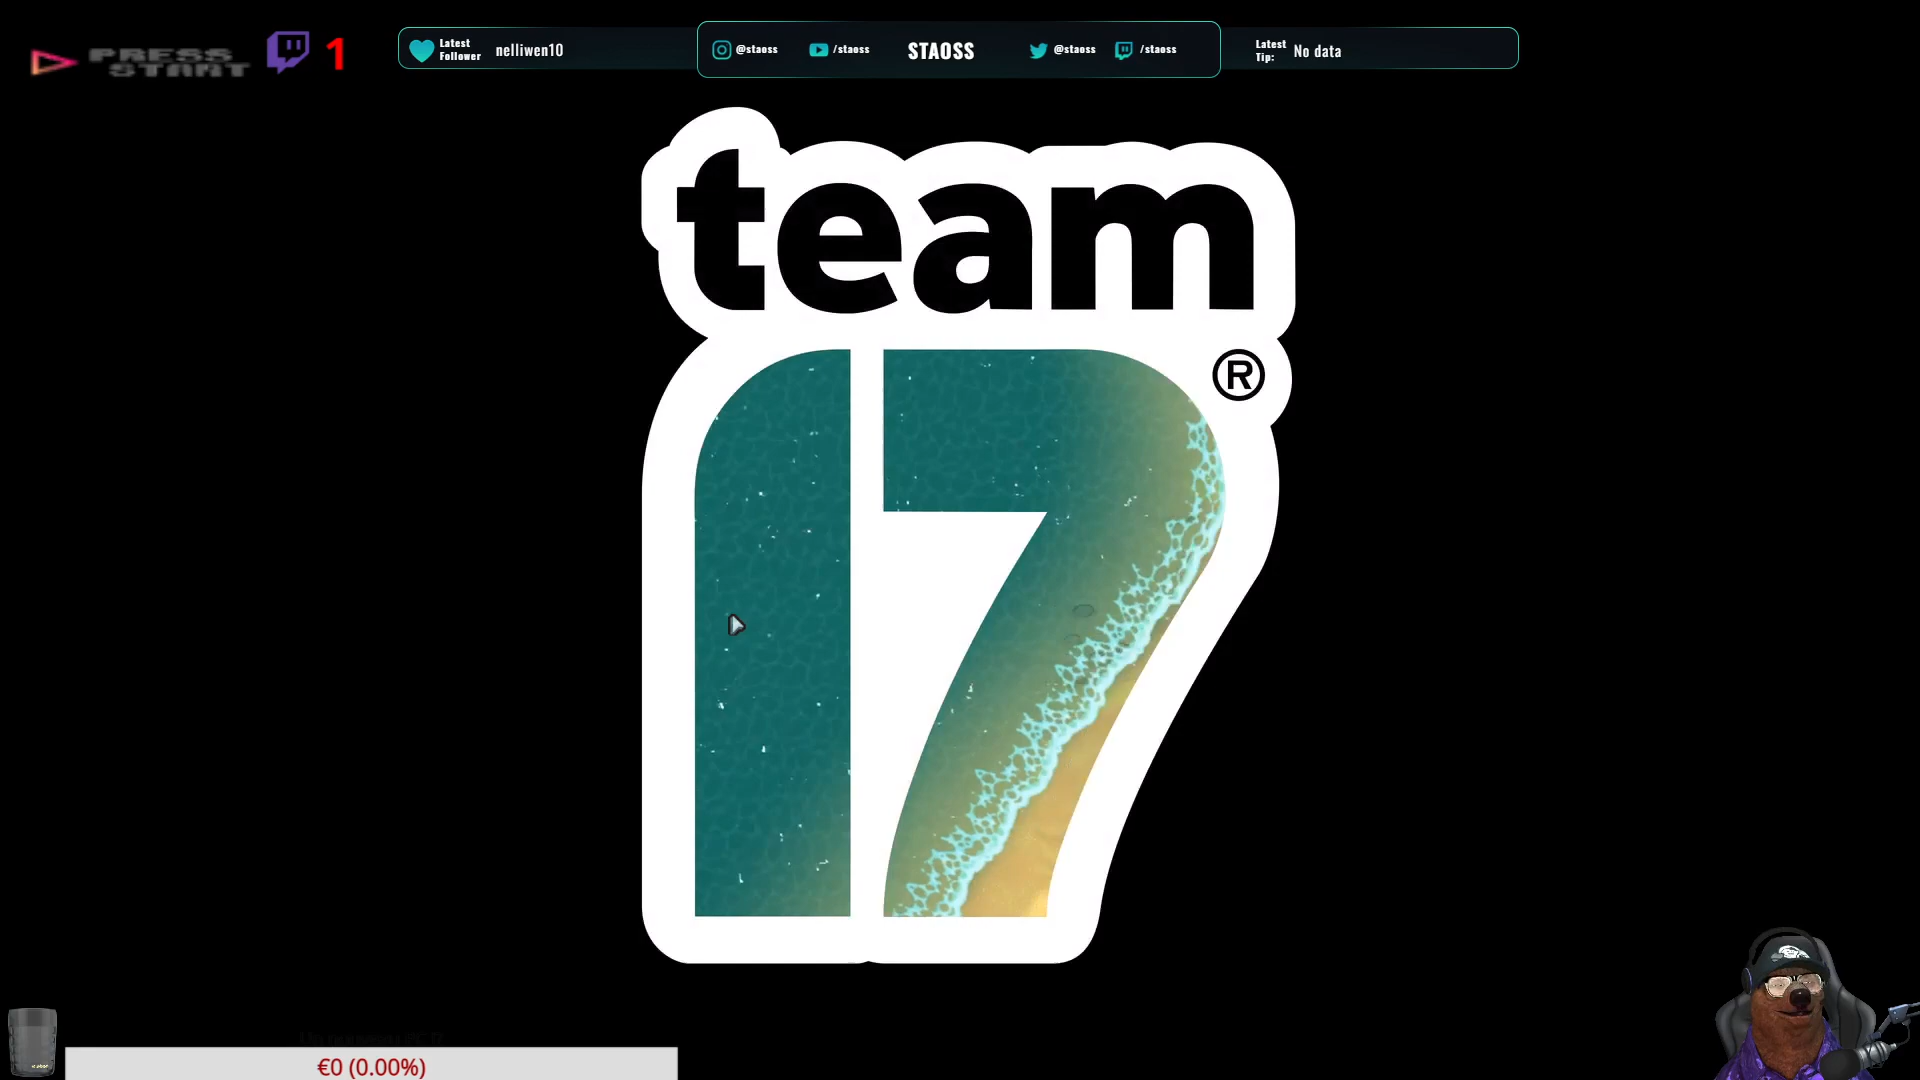 PRESS
START
1
Latest
Follower
nelliwen10
@staoss
/staoss
STAOSS
@staoss
/staoss
Latest
Tip:
No data
team
17
®
€0 (0.00%)